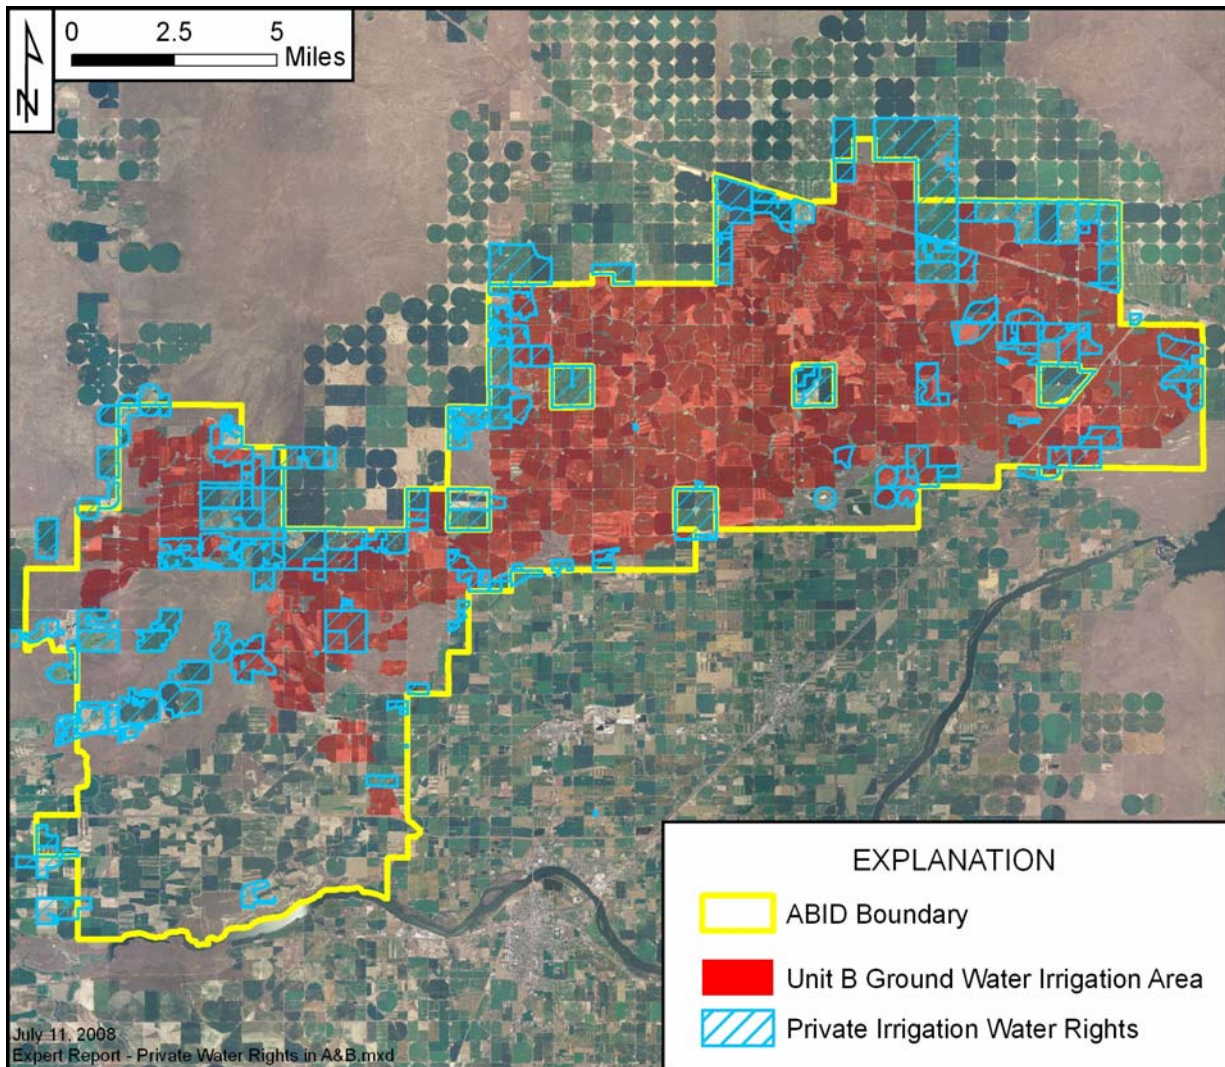 0 2.5 5
Miles
N
EXPLANATION
ABID Boundary
Unit B Ground Water Irrigation Area
Private Irrigation Water Rights
July 11, 2008
Expert Report - Private Water Rights in A&B.mxd